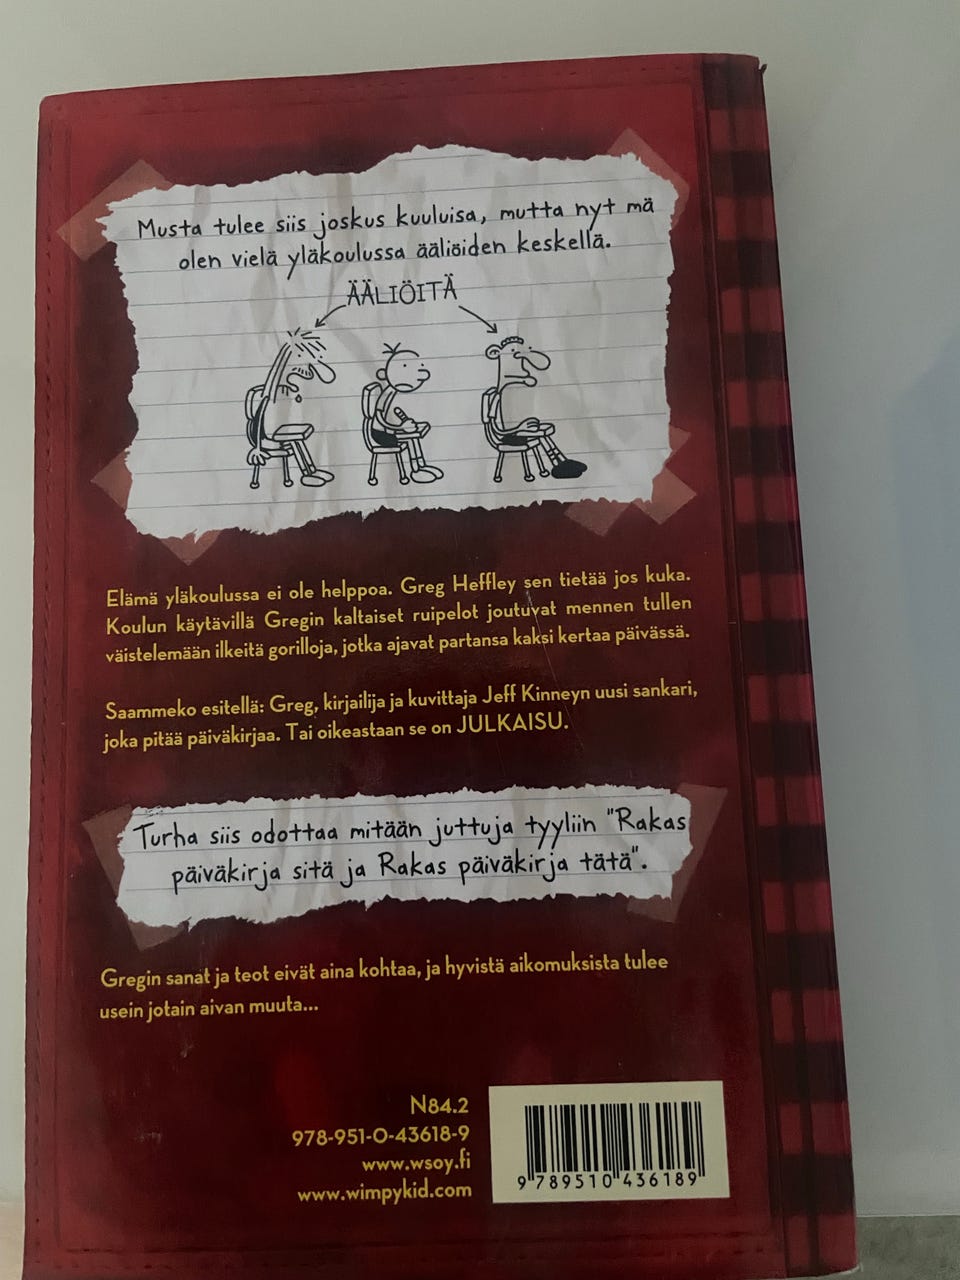 Musta tulee siis joskus kuuluisa, mutta nyt mä
olen vielä yläkoulussa ääliöiden keskellä.
ÄÄLIÖITÄ
Elämä yläkoulussa ei ole helppoa. Greg Heffley sen tietää jos kuka.
Koulun käytävillä Gregin kaltaiset ruipelot joutuvat mennen tullen
väistelemään ilkeitä gorilloja, jotka ajavat partansa kaksi kertaa päivässä.
Saammeko esitellä: Greg, kirjailija ja kuvittaja Jeff Kinneyn uusi sankari,
joka pitää päiväkirjaa. Tai oikeastaan se on JULKAISU.
Turha siis odottaa mitään juttuja tyyliin "Rakas
päiväkirja sitä ja Rakas päiväkirja tätä".
Gregin sanat ja teot eivät aina kohtaa, ja hyvistä aikomuksista tulee
usein jotain aivan muuta...
N84.2
978-951-0-43618-9
www.wsoy.fi
www.wimpykid.com
9 789510 436189